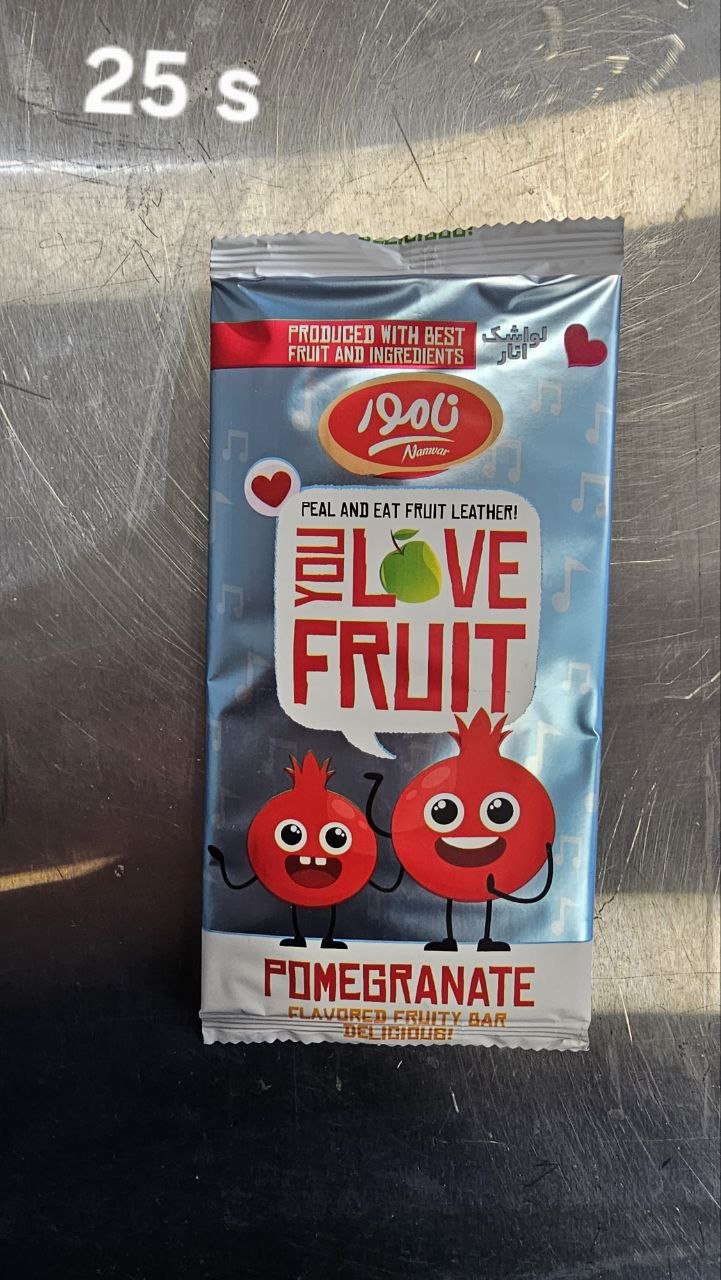 25 s
DELICIOUS!
PRODUCED WITH BEST
FRUIT AND INGREDIENTS
لواشک
انار
نامور
Namvar
PEAL AND EAT FRUIT LEATHER!
YOU LOVE
FRUIT
POMEGRANATE
FLAVORED FRUITY BAR
DELICIOUS!